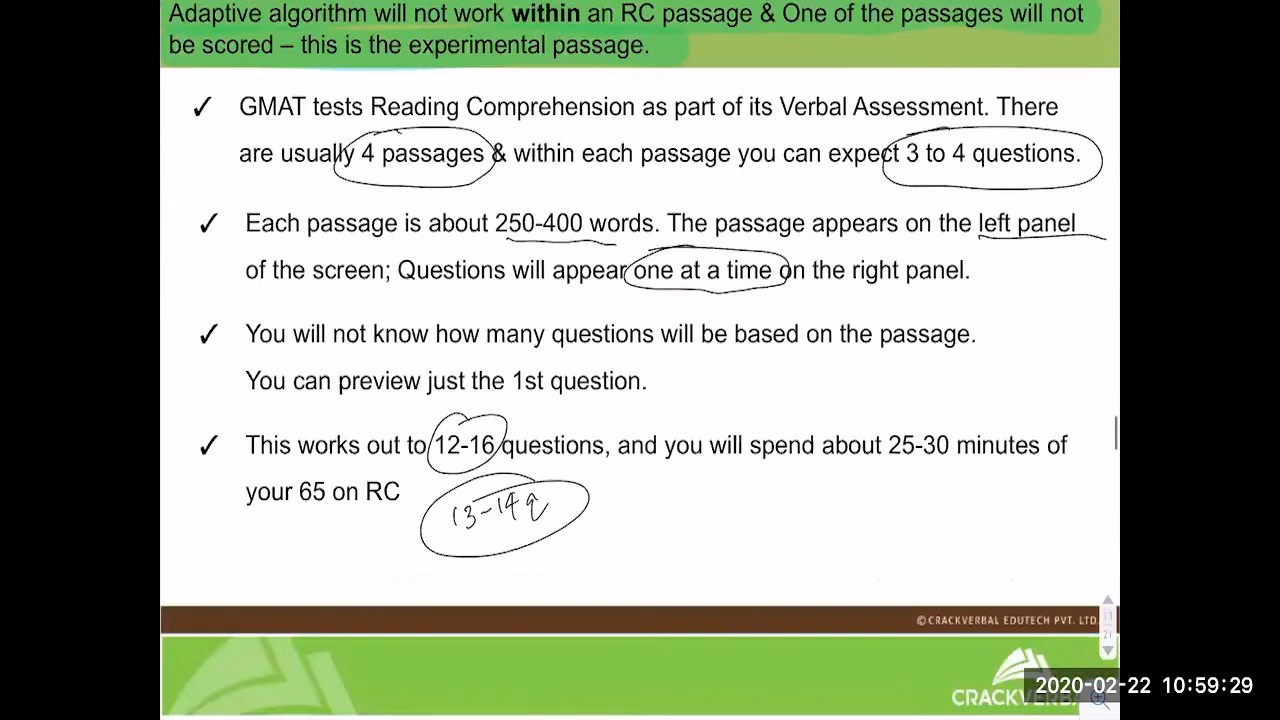 Adaptive algorithm will not work within an RC passage & One of the passages will not
be scored – this is the experimental passage.
✓ GMAT tests Reading Comprehension as part of its Verbal Assessment. There
are usually 4 passages & within each passage you can expect 3 to 4 questions.
✓ Each passage is about 250-400 words. The passage appears on the left panel
of the screen; Questions will appear one at a time on the right panel.
✓ You will not know how many questions will be based on the passage.
You can preview just the 1st question.
✓ This works out to 12-16 questions, and you will spend about 25-30 minutes of
your 65 on RC
13-14 q
© CRACKVERBAL EDUTECH PVT. LTD.
11
21
2020-02-22 10:59:29